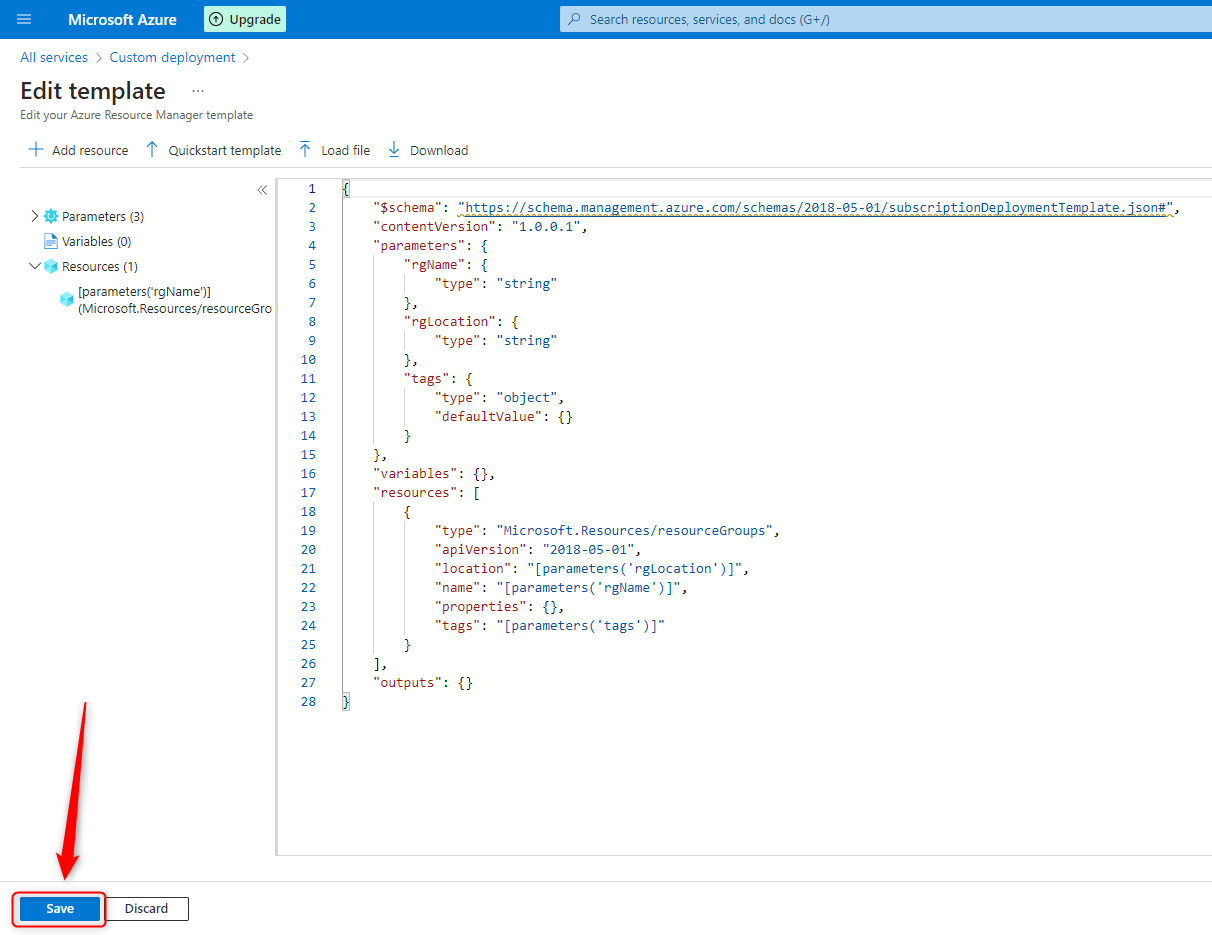 Microsoft Azure
Upgrade
Search resources, services, and docs (G+/)
All services > Custom deployment >
Edit template ...
Edit your Azure Resource Manager template
Add resource Quickstart template Load file Download
«
Parameters (3)
Variables (0)
Resources (1)
[parameters('rgName')]
(Microsoft.Resources/resourceGro
1 {
2 "$schema": "https://schema.management.azure.com/schemas/2018-05-01/subscriptionDeploymentTemplate.json#",
3 "contentVersion": "1.0.0.1",
4 "parameters": {
5 "rgName": {
6 "type": "string"
7 },
8 "rgLocation": {
9 "type": "string"
10 },
11 "tags": {
12 "type": "object",
13 "defaultValue": {}
14 }
15 },
16 "variables": {},
17 "resources": [
18 {
19 "type": "Microsoft.Resources/resourceGroups",
20 "apiVersion": "2018-05-01",
21 "location": "[parameters('rgLocation')]",
22 "name": "[parameters('rgName')]",
23 "properties": {},
24 "tags": "[parameters('tags')]"
25 }
26 ],
27 "outputs": {}
28 }
Save Discard